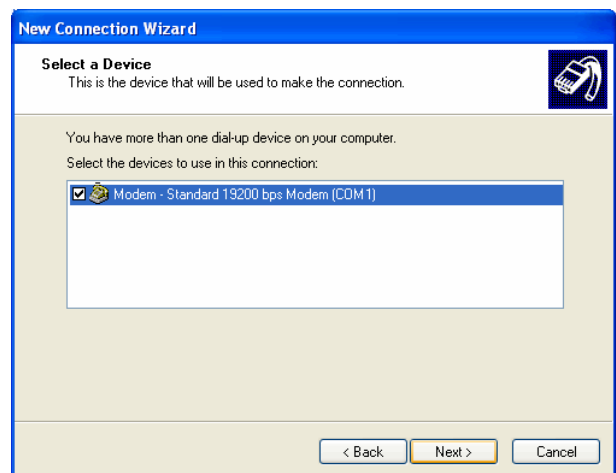 New Connection Wizard
Select a Device
This is the device that will be used to make the connection.
You have more than one dial-up device on your computer.
Select the devices to use in this connection:
Modem - Standard 19200 bps Modem (COM1)
< Back Next > Cancel